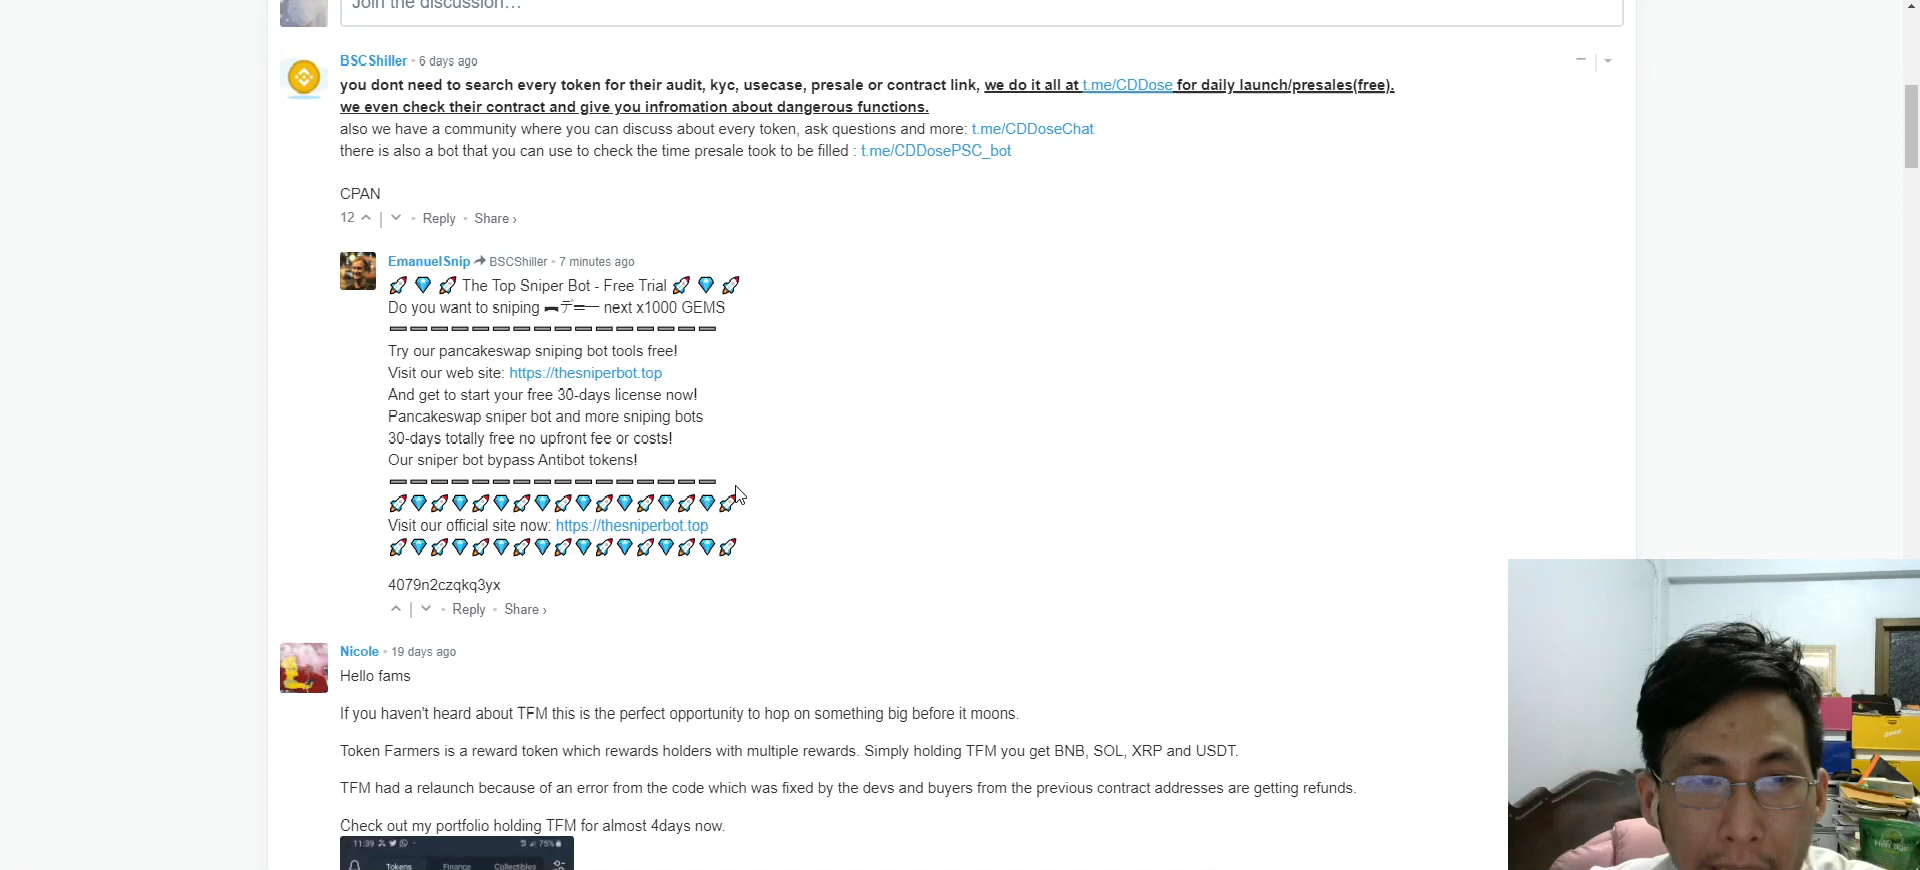 Join the discussion…
BSCShiller • 6 days ago
you dont need to search every token for their audit, kyc, usecase, presale or contract link, we do it all at t.me/CDDose for daily launch/presales(free).
we even check their contract and give you infromation about dangerous functions.
also we have a community where you can discuss about every token, ask questions and more: t.me/CDDoseChat
there is also a bot that you can use to check the time presale took to be filled : t.me/CDDosePSC_bot
CPAN
12 • Reply • Share ›
EmanuelSnip BSCShiller • 7 minutes ago
🚀 💎 🚀 The Top Sniper Bot - Free Trial 🚀 💎 🚀
Do you want to sniping ︻デ═一 next x1000 GEMS
➖➖➖➖➖➖➖➖➖➖➖➖➖➖➖➖
Try our pancakeswap sniping bot tools free!
Visit our web site: https://thesniperbot.top
And get to start your free 30-days license now!
Pancakeswap sniper bot and more sniping bots
30-days totally free no upfront fee or costs!
Our sniper bot bypass Antibot tokens!
➖➖➖➖➖➖➖➖➖➖➖➖➖➖➖➖
🚀💎🚀💎🚀💎🚀💎🚀💎🚀💎🚀💎🚀💎🚀
Visit our official site now: https://thesniperbot.top
🚀💎🚀💎🚀💎🚀💎🚀💎🚀💎🚀💎🚀💎🚀
4079n2czqkq3yx
• Reply • Share ›
Nicole • 19 days ago
Hello fams
If you haven't heard about TFM this is the perfect opportunity to hop on something big before it moons.
Token Farmers is a reward token which rewards holders with multiple rewards. Simply holding TFM you get BNB, SOL, XRP and USDT.
TFM had a relaunch because of an error from the code which was fixed by the devs and buyers from the previous contract addresses are getting refunds.
Check out my portfolio holding TFM for almost 4days now.
11:39 75%
Tokens Finance Collectibles